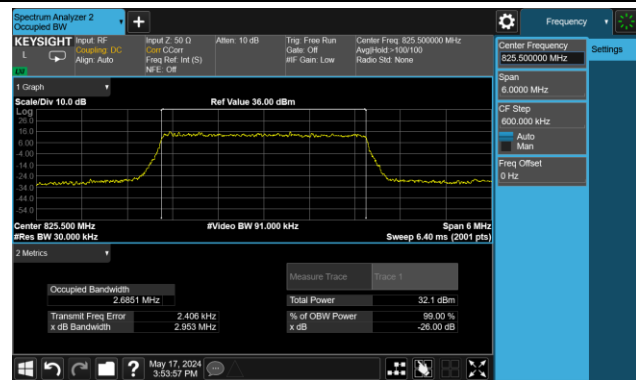 Spectrum Analyzer 2
Occupied BW
Frequency
KEYSIGHT
L
LW
Input: RF
Coupling: DC
Align: Auto
Input Z: 50 Ω
Corr CCorr
Freq Ref: Int (S)
NFE: Off
Atten: 10 dB
Trig: Free Run
Gate: Off
#IF Gain: Low
Center Freq: 825.500000 MHz
Avg|Hold:>100/100
Radio Std: None
Center Frequency
825.500000 MHz
Settings
Span
6.0000 MHz
CF Step
600.000 kHz
Auto
Man
Freq Offset
0 Hz
1 Graph
Scale/Div 10.0 dB
Ref Value 36.00 dBm
Log
26.0
16.0
6.00
-4.00
-14.0
-24.0
-34.0
-44.0
-54.0
Center 825.500 MHz
#Video BW 91.000 kHz
Span 6 MHz
#Res BW 30.000 kHz
Sweep 6.40 ms (2001 pts)
2 Metrics
Measure Trace
Trace 1
Occupied Bandwidth
2.6851 MHz
Total Power
32.1 dBm
Transmit Freq Error
2.406 kHz
% of OBW Power
99.00 %
x dB Bandwidth
2.953 MHz
x dB
-26.00 dB
May 17, 2024
3:53:57 PM